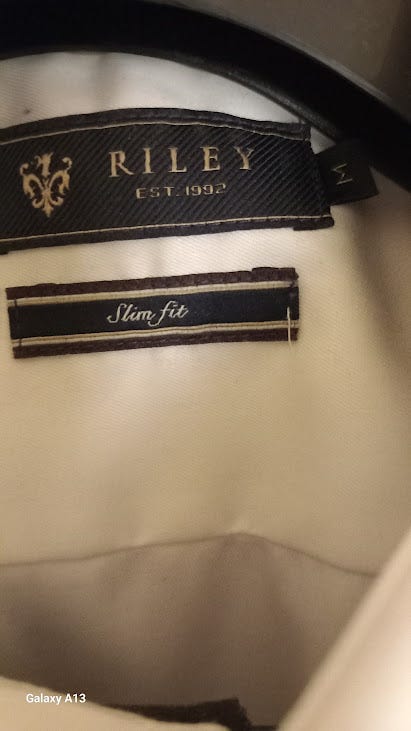 RILEY
EST. 1992
M
Slim fit
Galaxy A13